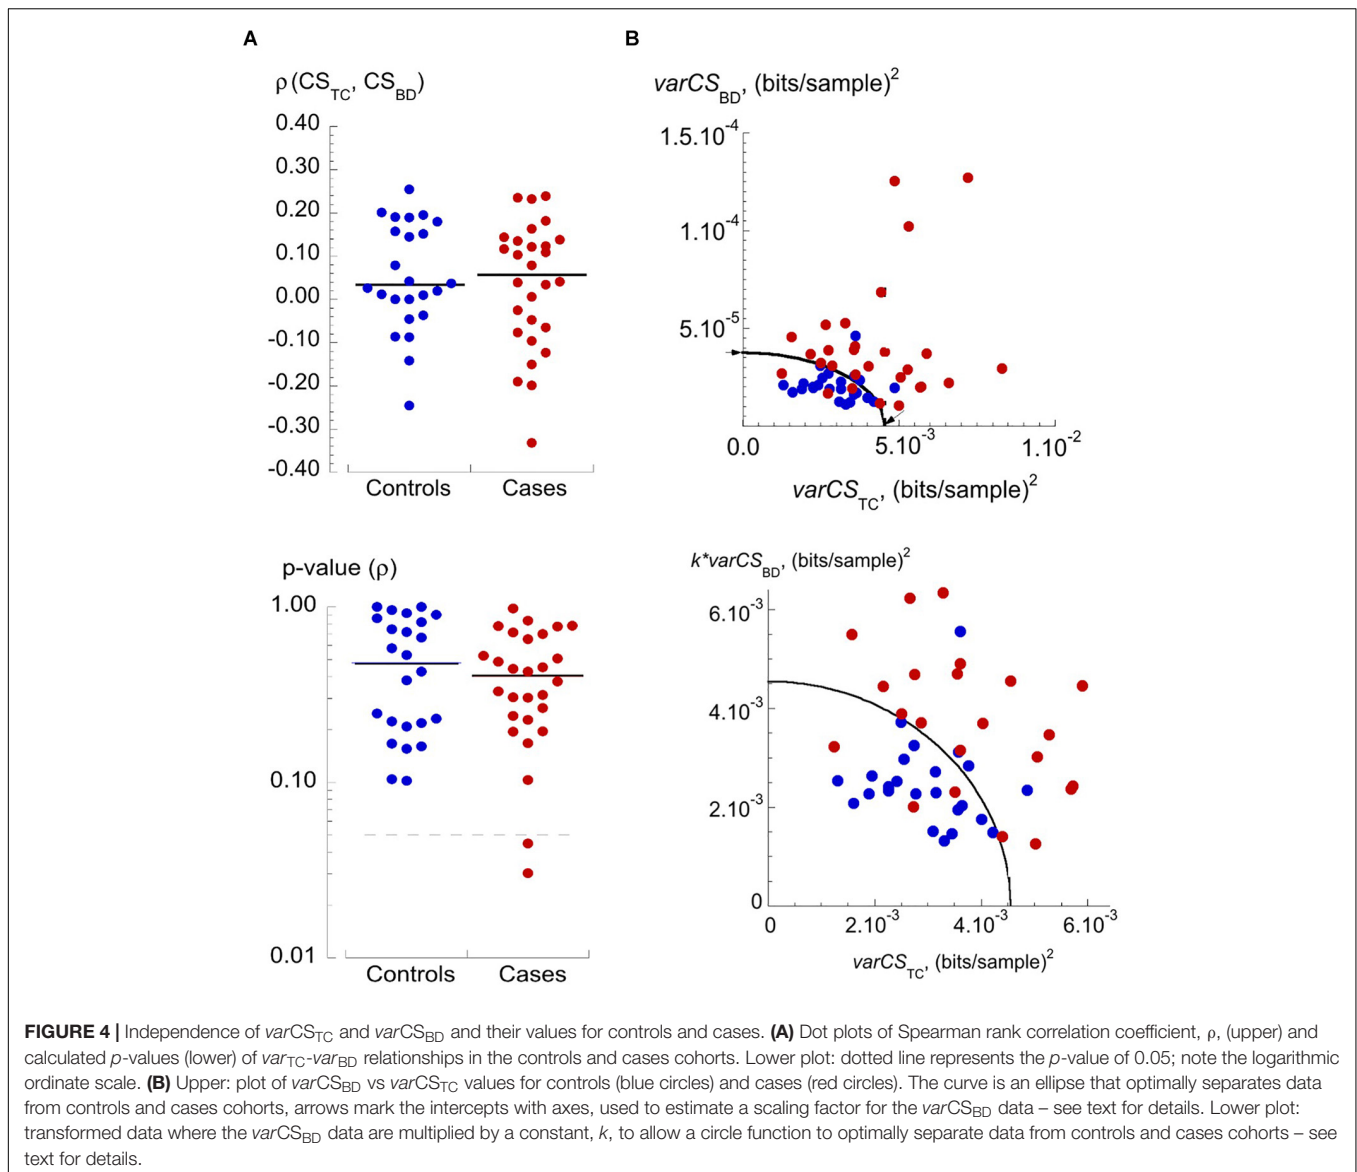 A
ρ (CS_TC, CS_BD)
0.40
0.30
0.20
0.10
0.00
-0.10
-0.20
-0.30
-0.40
Controls Cases
B
varCS_BD, (bits/sample)²
1.5.10⁻⁴
1.10⁻⁴
5.10⁻⁵
0.0 5.10⁻³ 1.10⁻²
varCS_TC, (bits/sample)²
p-value (ρ)
1.00
0.10
0.01
Controls Cases
k*varCS_BD, (bits/sample)²
6.10⁻³
4.10⁻³
2.10⁻³
0
0 2.10⁻³ 4.10⁻³ 6.10⁻³
varCS_TC, (bits/sample)²
FIGURE 4 | Independence of varCS_TC and varCS_BD and their values for controls and cases. (A) Dot plots of Spearman rank correlation coefficient, ρ, (upper) and
calculated p-values (lower) of var_TC-var_BD relationships in the controls and cases cohorts. Lower plot: dotted line represents the p-value of 0.05; note the logarithmic
ordinate scale. (B) Upper: plot of varCS_BD vs varCS_TC values for controls (blue circles) and cases (red circles). The curve is an ellipse that optimally separates data
from controls and cases cohorts, arrows mark the intercepts with axes, used to estimate a scaling factor for the varCS_BD data – see text for details. Lower plot:
transformed data where the varCS_BD data are multiplied by a constant, k, to allow a circle function to optimally separate data from controls and cases cohorts – see
text for details.